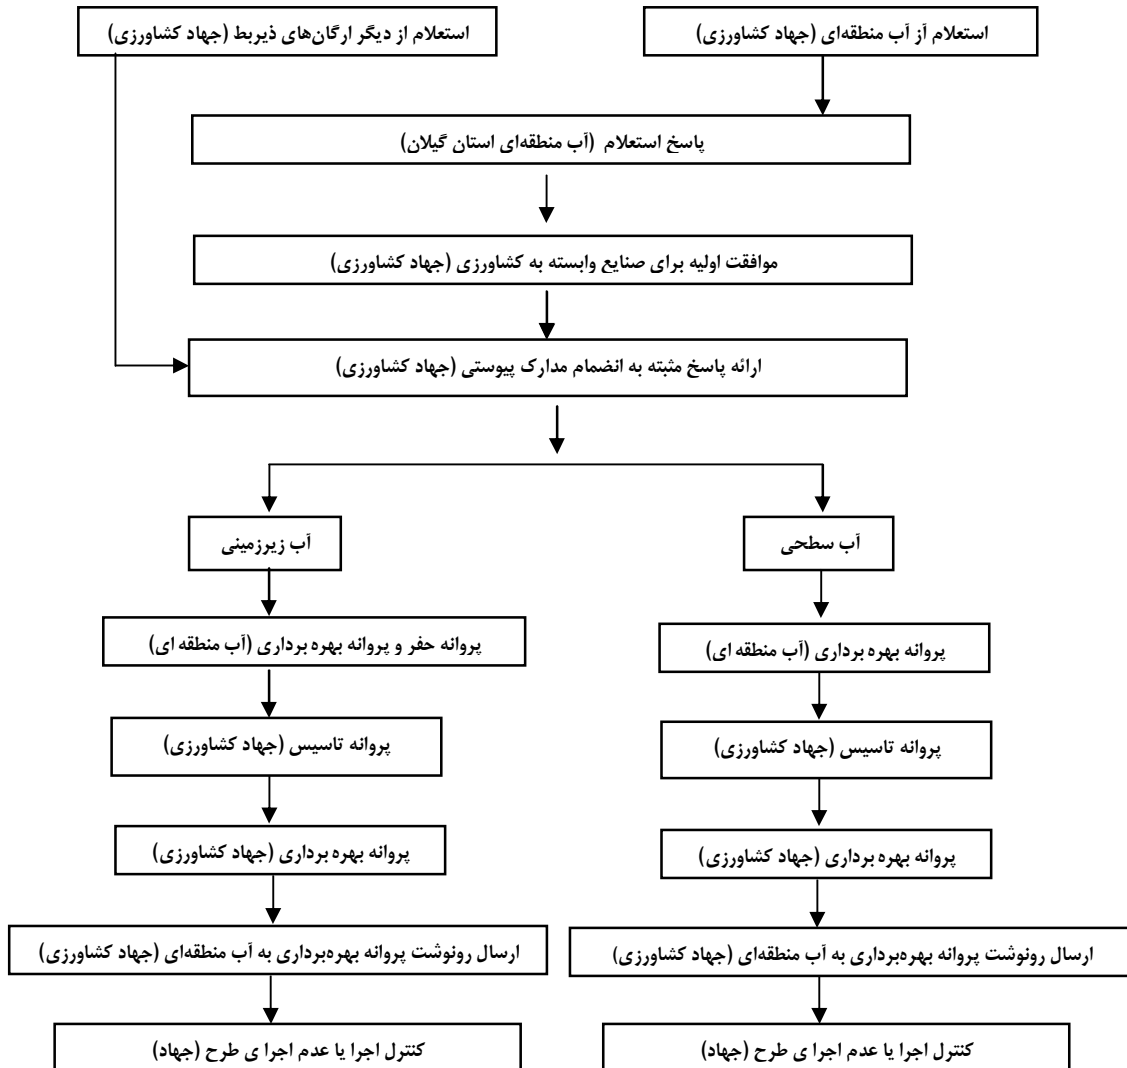 استعلام آز آب منطقه‌ای (جهاد کشاورزی)
استعلام از دیگر ارگان‌های ذیربط (جهاد کشاورزی)
پاسخ استعلام (آب منطقه‌ای استان گیلان)
موافقت اولیه برای صنایع وابسته به کشاورزی (جهاد کشاورزی)
ارائه پاسخ مثبته به انضمام مدارک پیوستی (جهاد کشاورزی)
آب سطحی
آب زیرزمینی
پروانه بهره برداری (آب منطقه ای)
پروانه حفر و پروانه بهره برداری (آب منطقه ای)
پروانه تاسیس (جهاد کشاورزی)
پروانه تاسیس (جهاد کشاورزی)
پروانه بهره برداری (جهاد کشاورزی)
پروانه بهره برداری (جهاد کشاورزی)
ارسال رونوشت پروانه بهره‌برداری به آب منطقه‌ای (جهاد کشاورزی)
ارسال رونوشت پروانه بهره‌برداری به آب منطقه‌ای (جهاد کشاورزی)
کنترل اجرا یا عدم اجرا ی طرح (جهاد)
کنترل اجرا یا عدم اجرا ی طرح (جهاد)